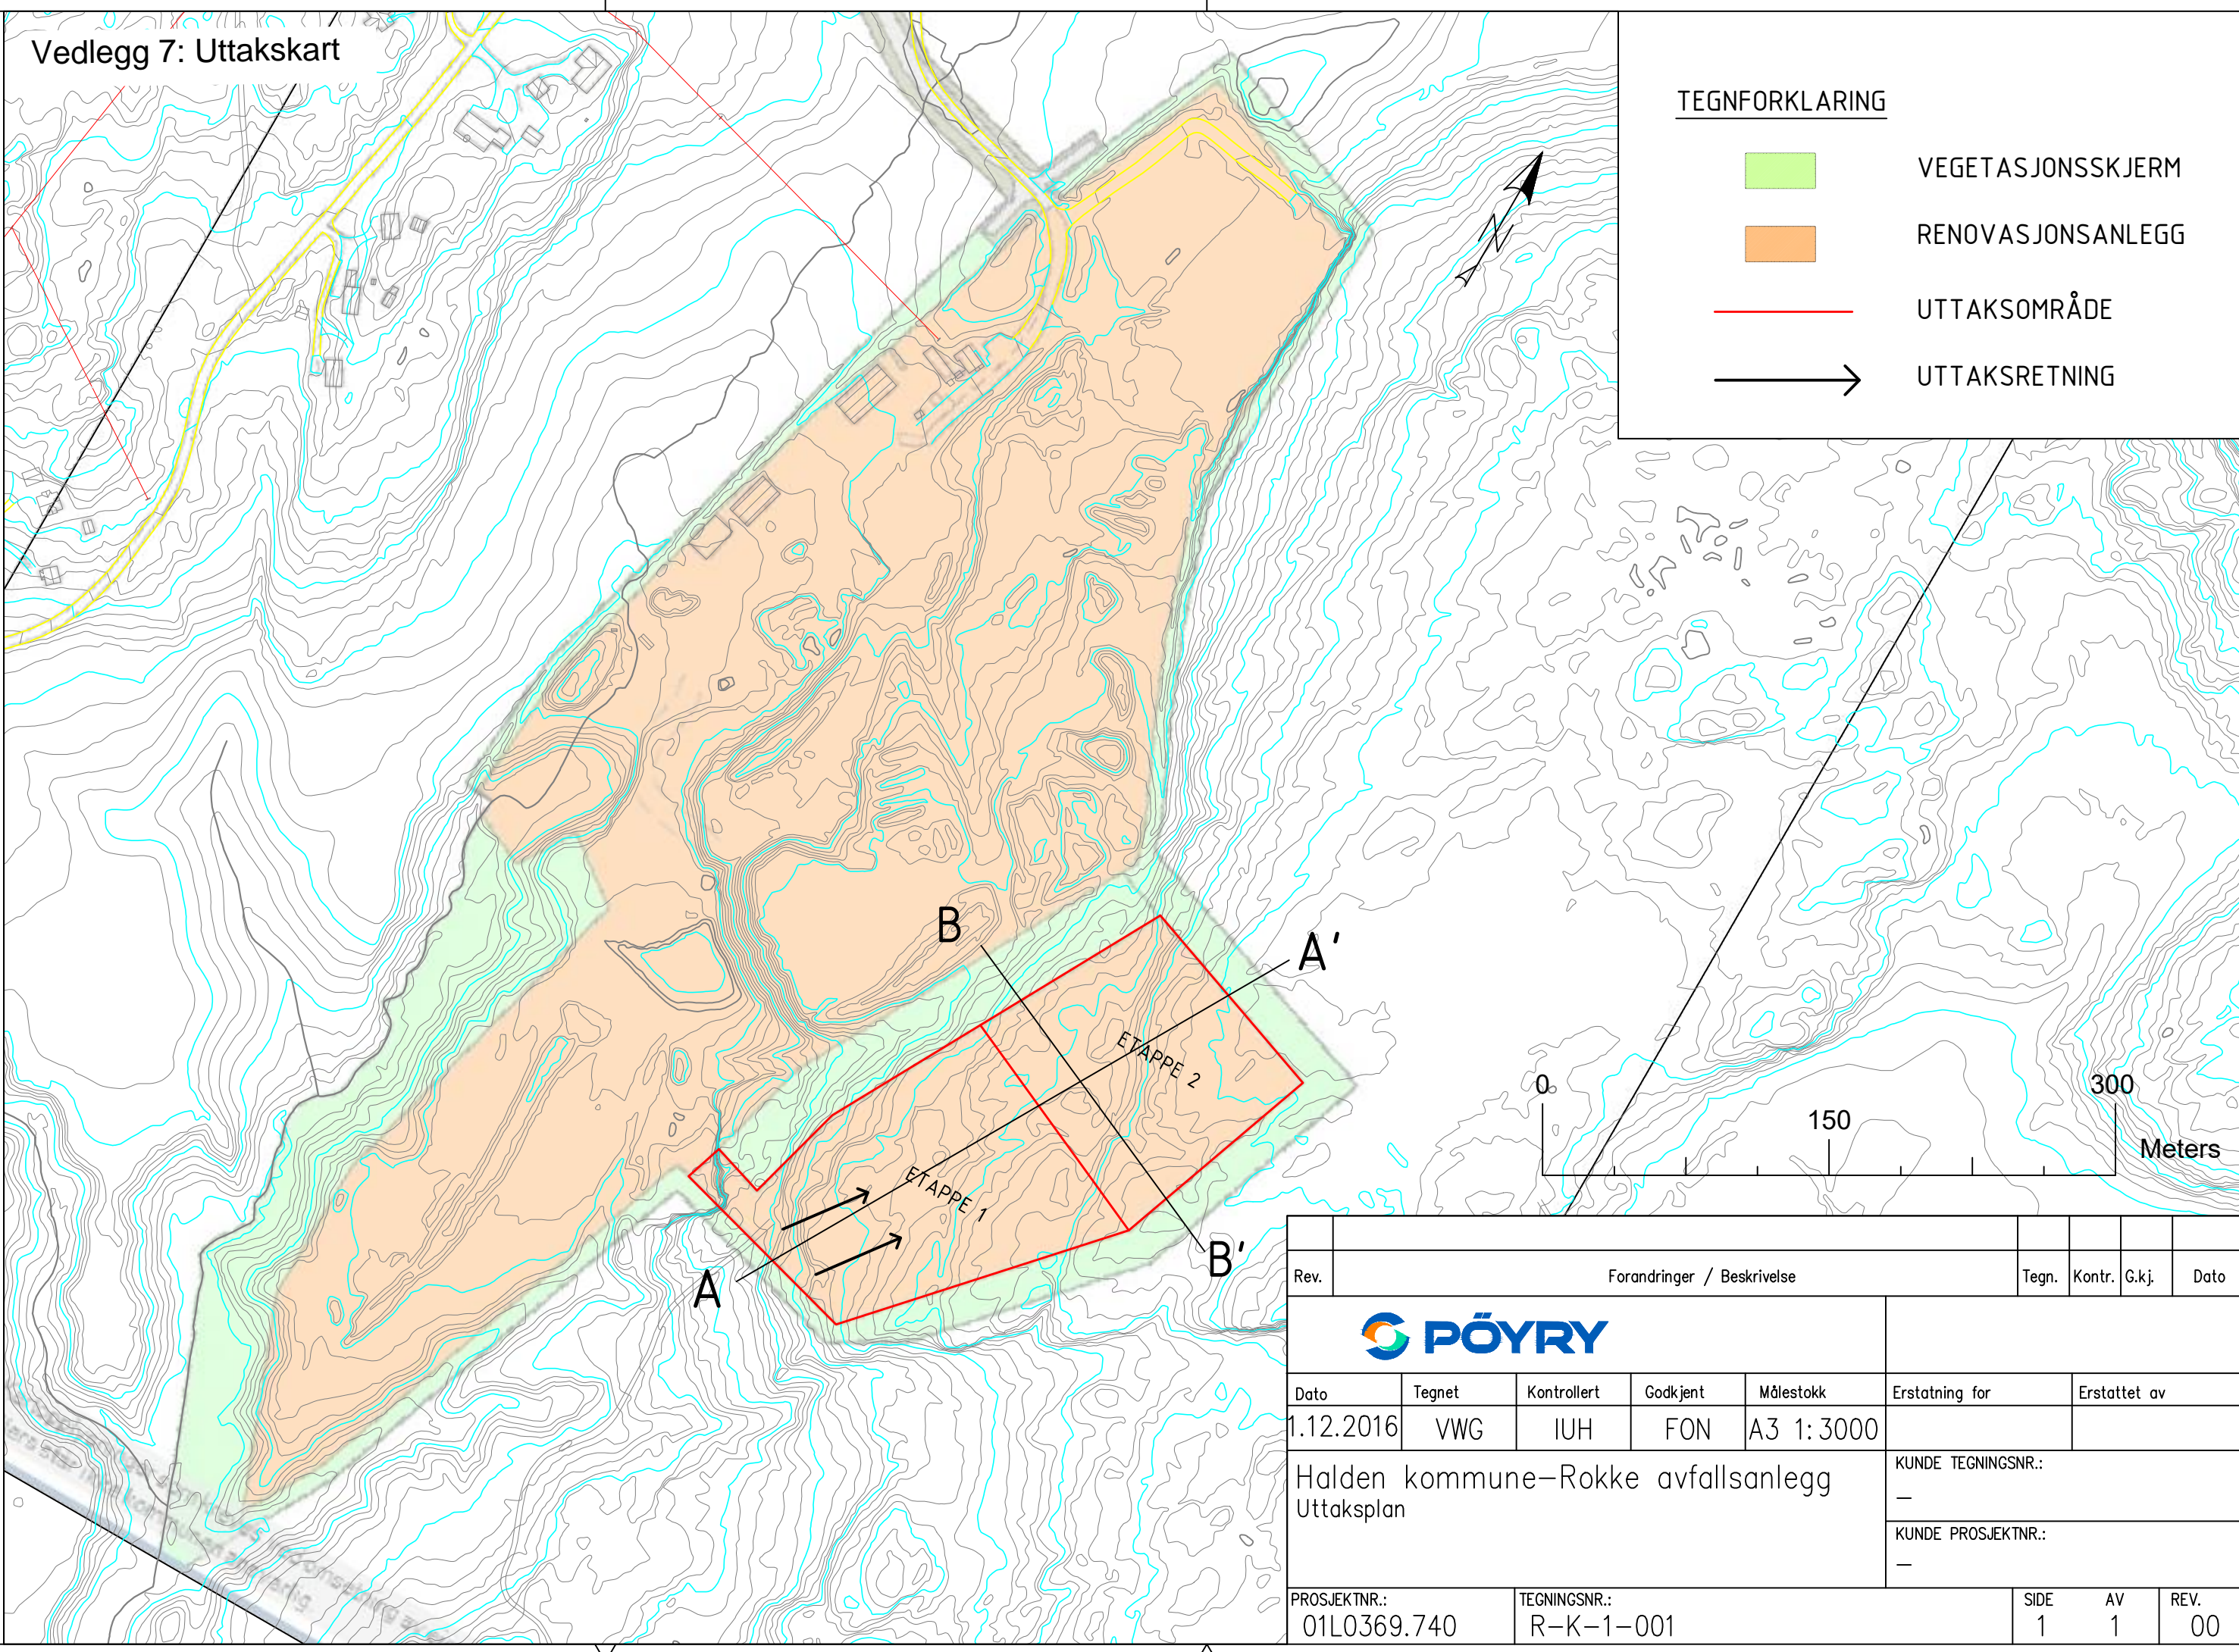 Vedlegg 7: Uttakskart
TEGNFORKLARING
VEGETASJONSSKJERM
RENOVASJONSANLEGG
UTTAKSOMRÅDE
UTTAKSRETNING
N
B
A'
ETAPPE 2
ETAPPE 1
A
B'
0
150
300
Meters
Rev.
Forandringer / Beskrivelse
Tegn.
Kontr.
G.kj.
Dato
PÖYRY
Dato
Tegnet
Kontrollert
Godkjent
Målestokk
Erstatning for
Erstattet av
1.12.2016
VWG
IUH
FON
A3 1:3000
Halden kommune-Rokke avfallsanlegg
Uttaksplan
KUNDE TEGNINGSNR.:
–
KUNDE PROSJEKTNR.:
–
PROSJEKTNR.:
01L0369.740
TEGNINGSNR.:
R-K-1-001
SIDE
1
AV
1
REV.
00